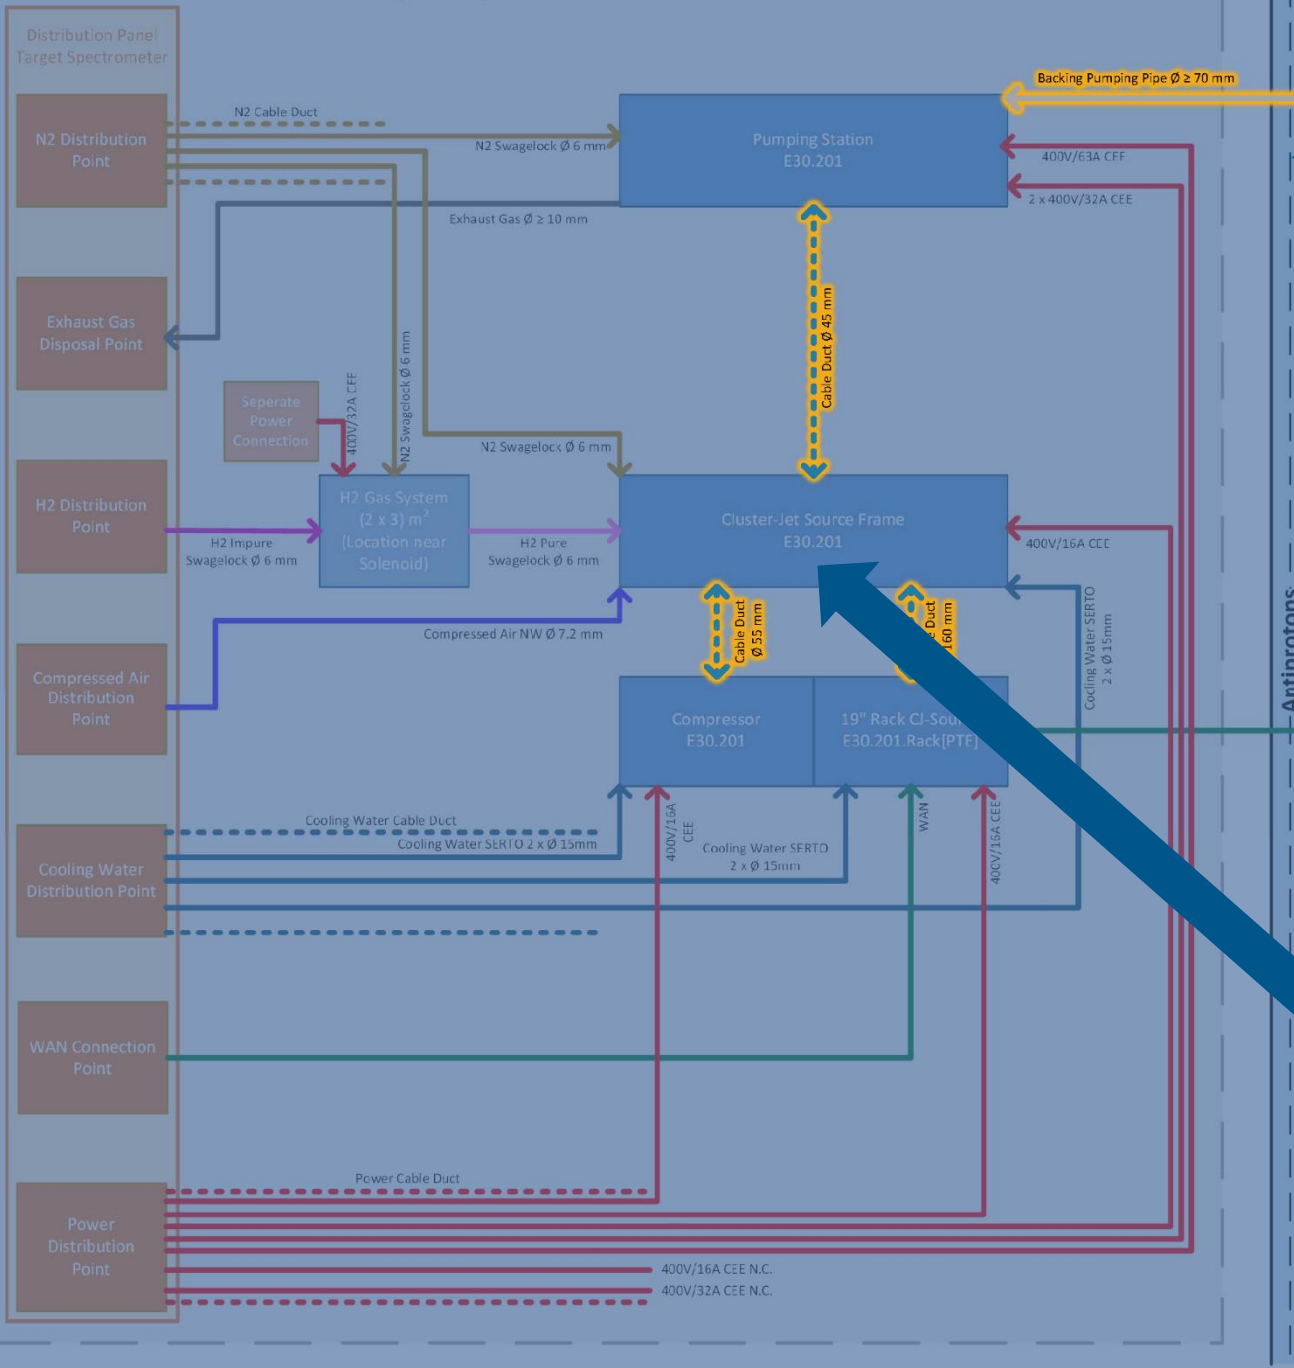 Distribution Panel
Target Spectrometer
Backing Pumping Pipe Ø ≥ 70 mm
N2 Cable Duct
N2 Distribution
Point
N2 Swagelock Ø 6 mm
Pumping Station
E30.201
400V/63A CEE
2 x 400V/32A CEE
Exhaust Gas Ø ≥ 10 mm
Exhaust Gas
Disposal Point
Cable Duct Ø 45 mm
Seperate
Power
Connection
400V/32A CEE
N2 Swagelock Ø 6 mm
N2 Swagelock Ø 6 mm
H2 Distribution
Point
H2 Impure
Swagelock Ø 6 mm
H2 Gas System
(2 x 3) m²
(Location near
Solenoid)
H2 Pure
Swagelock Ø 6 mm
Cluster-Jet Source Frame
E30.201
400V/16A CEE
Compressed Air NW Ø 7.2 mm
Cable Duct
Ø 55 mm
Duct
160 mm
Cooling Water SERTO
2 x Ø 15mm
Antiprotons
Compressed Air
Distribution
Point
Compressor
E30.201
19" Rack CJ-Sou
E30.201.Rack[PTE]
Cooling Water Cable Duct
Cooling Water SERTO 2 x Ø 15mm
400V/16A
CEE
Cooling Water SERTO
2 x Ø 15mm
WAN
400V/16A CEE
Cooling Water
Distribution Point
WAN Connection
Point
Power Cable Duct
Power
Distribution
Point
400V/16A CEE N.C.
400V/32A CEE N.C.